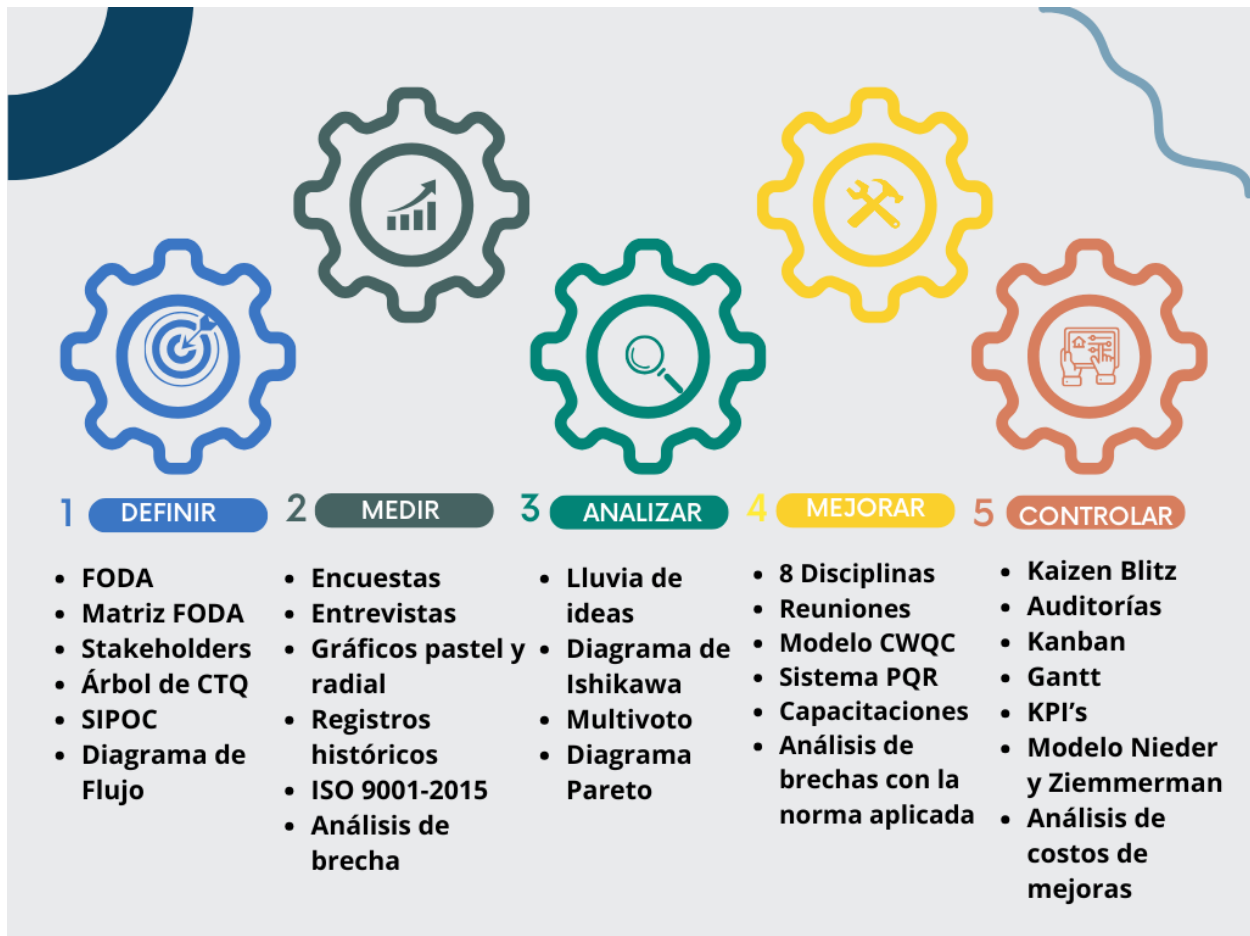 1 DEFINIR
• FODA
• Matriz FODA
• Stakeholders
• Árbol de CTQ
• SIPOC
• Diagrama de
Flujo
2 MEDIR
• Encuestas
• Entrevistas
• Gráficos pastel y
radial
• Registros
históricos
• ISO 9001-2015
• Análisis de
brecha
3 ANALIZAR
• Lluvia de
ideas
• Diagrama de
Ishikawa
• Multivoto
• Diagrama
Pareto
4 MEJORAR
• 8 Disciplinas
• Reuniones
• Modelo CWQC
• Sistema PQR
• Capacitaciones
• Análisis de
brechas con la
norma aplicada
5 CONTROLAR
• Kaizen Blitz
• Auditorías
• Kanban
• Gantt
• KPI’s
• Modelo Nieder
y Ziemmerman
• Análisis de
costos de
mejoras